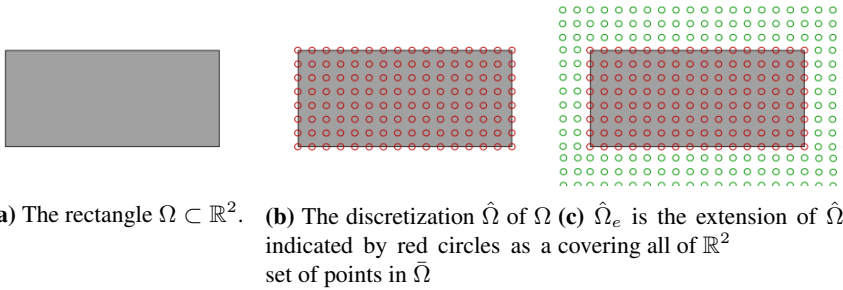 a) The rectangle Ω ⊂ ℝ².
(b) The discretization Ω̂ of Ω
indicated by red circles as a
set of points in Ω̄
(c) Ω̂ₑ is the extension of Ω̂
covering all of ℝ²